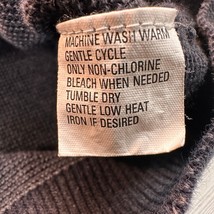 MACHINE WASH WARM
GENTLE CYCLE
ONLY NON-CHLORINE
BLEACH WHEN NEEDED
TUMBLE DRY
GENTLE LOW HEAT
IRON IF DESIRED